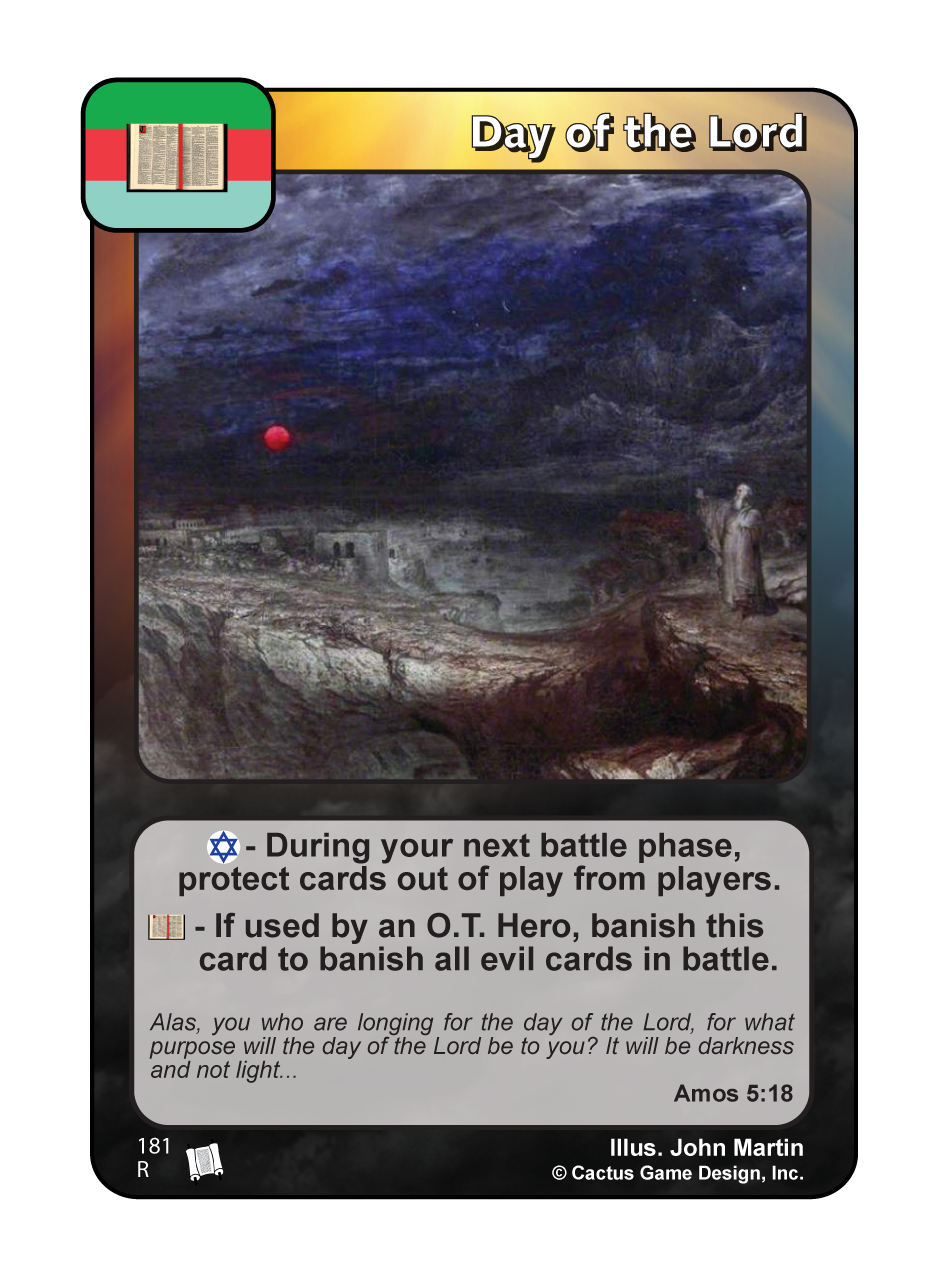 Day of the Lord
- During your next battle phase,
protect cards out of play from players.
- If used by an O.T. Hero, banish this
card to banish all evil cards in battle.
Alas, you who are longing for the day of the Lord, for what
purpose will the day of the Lord be to you? It will be darkness
and not light...
Amos 5:18
181
R
Illus. John Martin
© Cactus Game Design, Inc.